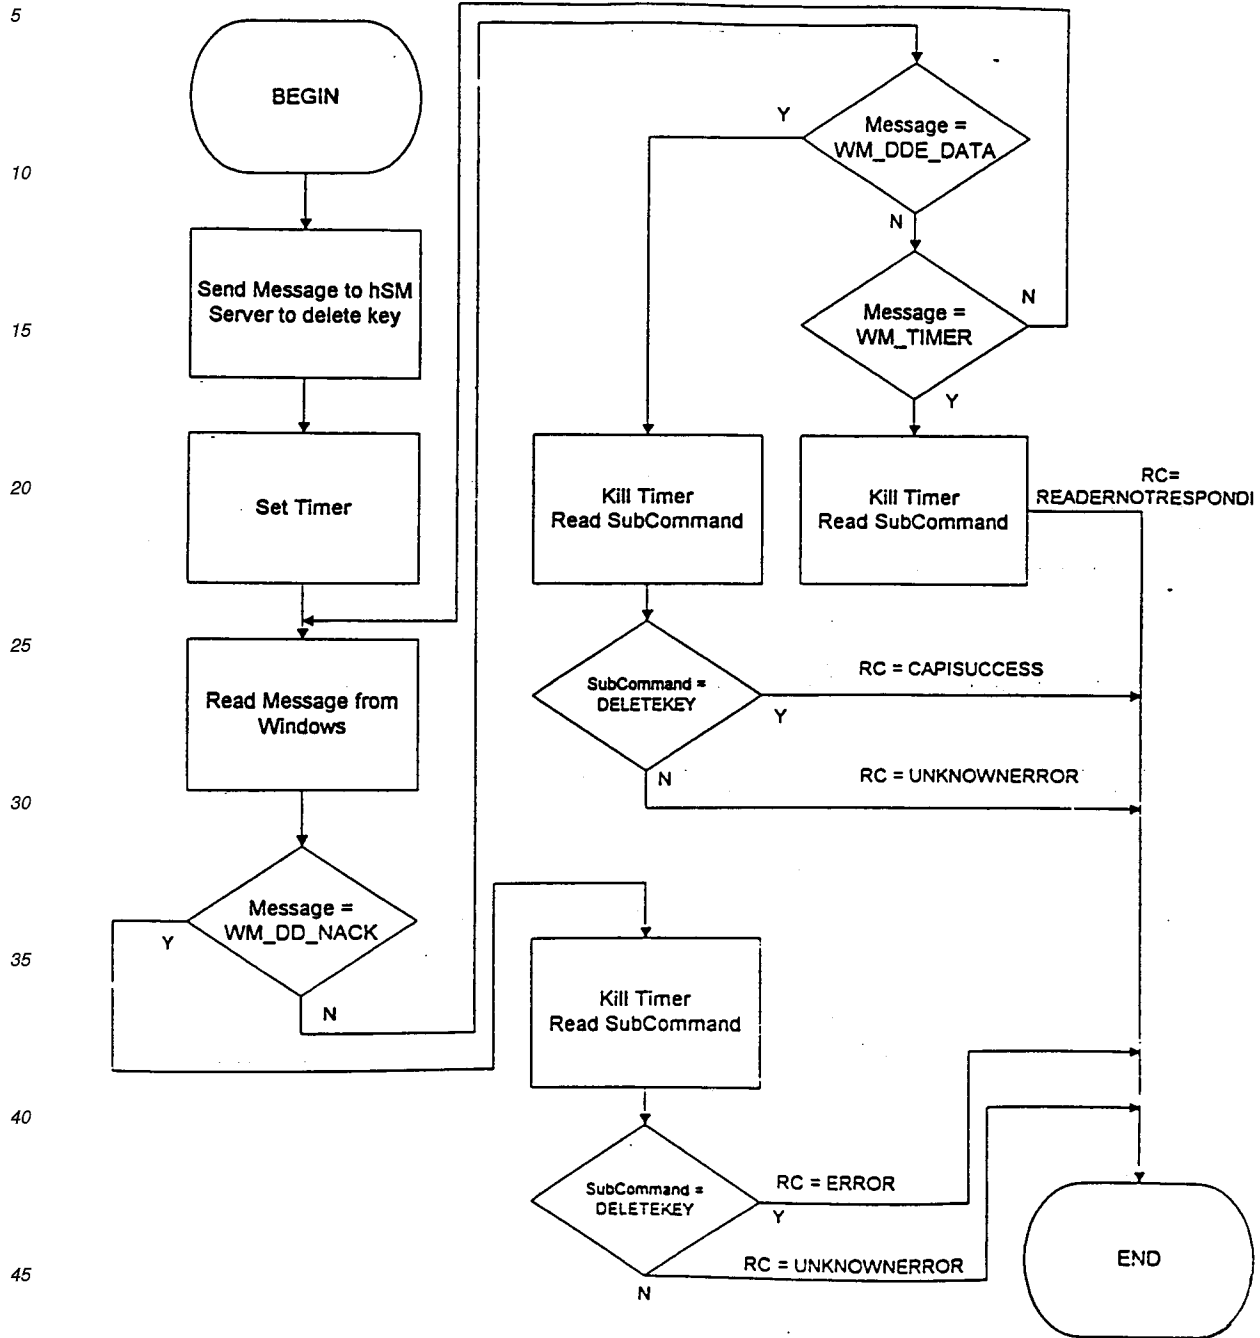 5
BEGIN
Message =
WM_DDE_DATA
Y
N
10
Send Message to hSM
Server to delete key
Message =
WM_TIMER
N
Y
15
Set Timer
Kill Timer
Read SubCommand
Kill Timer
Read SubCommand
RC=
READERNOTRESPONDI
20
25
Read Message from
Windows
SubCommand =
DELETEKEY
RC = CAPISUCCESS
Y
N
RC = UNKNOWNERROR
30
Message =
WM_DD_NACK
Y
N
35
Kill Timer
Read SubCommand
40
SubCommand =
DELETEKEY
RC = ERROR
Y
RC = UNKNOWNERROR
N
END
45